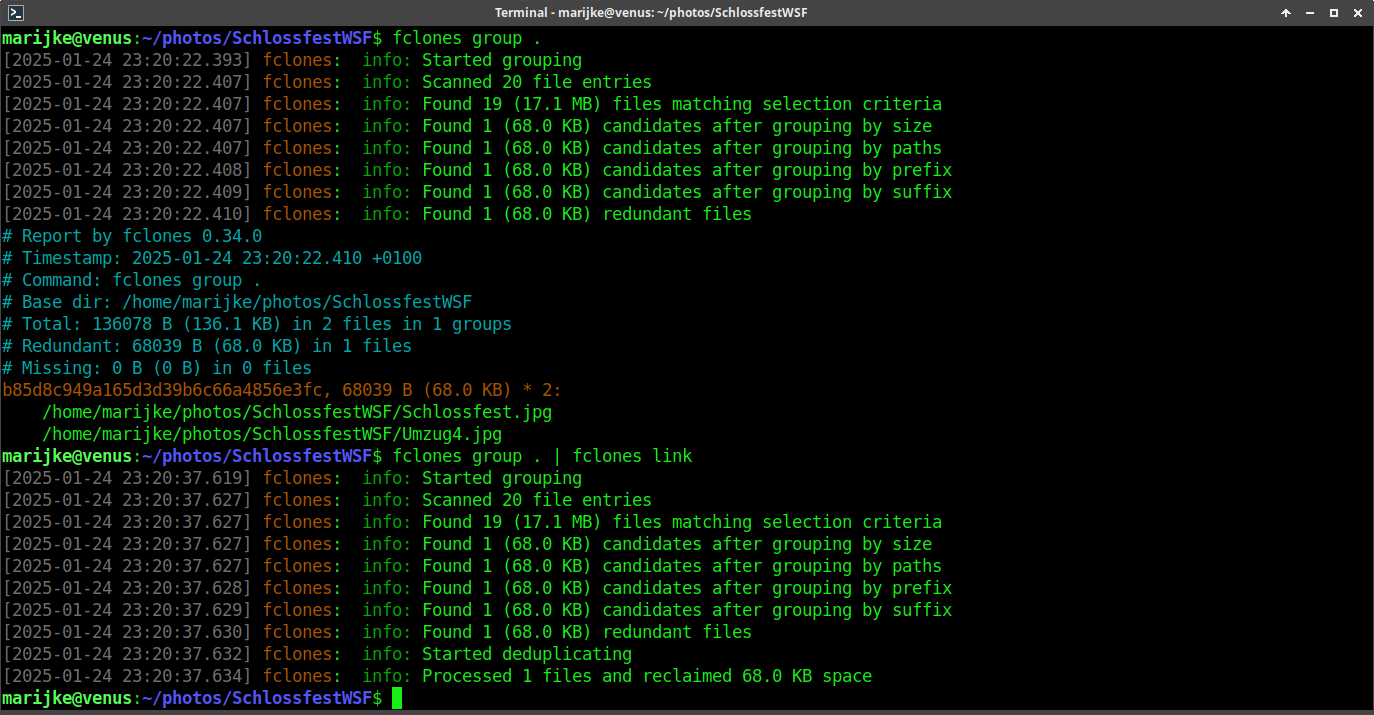 Terminal - marijke@venus: ~/photos/SchlossfestWSF
marijke@venus:~/photos/SchlossfestWSF$ fclones group .
[2025-01-24 23:20:22.393] fclones:  info: Started grouping
[2025-01-24 23:20:22.407] fclones:  info: Scanned 20 file entries
[2025-01-24 23:20:22.407] fclones:  info: Found 19 (17.1 MB) files matching selection criteria
[2025-01-24 23:20:22.407] fclones:  info: Found 1 (68.0 KB) candidates after grouping by size
[2025-01-24 23:20:22.407] fclones:  info: Found 1 (68.0 KB) candidates after grouping by paths
[2025-01-24 23:20:22.408] fclones:  info: Found 1 (68.0 KB) candidates after grouping by prefix
[2025-01-24 23:20:22.409] fclones:  info: Found 1 (68.0 KB) candidates after grouping by suffix
[2025-01-24 23:20:22.410] fclones:  info: Found 1 (68.0 KB) redundant files
# Report by fclones 0.34.0
# Timestamp: 2025-01-24 23:20:22.410 +0100
# Command: fclones group .
# Base dir: /home/marijke/photos/SchlossfestWSF
# Total: 136078 B (136.1 KB) in 2 files in 1 groups
# Redundant: 68039 B (68.0 KB) in 1 files
# Missing: 0 B (0 B) in 0 files
b85d8c949a165d3d39b6c66a4856e3fc, 68039 B (68.0 KB) * 2:
    /home/marijke/photos/SchlossfestWSF/Schlossfest.jpg
    /home/marijke/photos/SchlossfestWSF/Umzug4.jpg
marijke@venus:~/photos/SchlossfestWSF$ fclones group . | fclones link
[2025-01-24 23:20:37.619] fclones:  info: Started grouping
[2025-01-24 23:20:37.627] fclones:  info: Scanned 20 file entries
[2025-01-24 23:20:37.627] fclones:  info: Found 19 (17.1 MB) files matching selection criteria
[2025-01-24 23:20:37.627] fclones:  info: Found 1 (68.0 KB) candidates after grouping by size
[2025-01-24 23:20:37.627] fclones:  info: Found 1 (68.0 KB) candidates after grouping by paths
[2025-01-24 23:20:37.628] fclones:  info: Found 1 (68.0 KB) candidates after grouping by prefix
[2025-01-24 23:20:37.629] fclones:  info: Found 1 (68.0 KB) candidates after grouping by suffix
[2025-01-24 23:20:37.630] fclones:  info: Found 1 (68.0 KB) redundant files
[2025-01-24 23:20:37.632] fclones:  info: Started deduplicating
[2025-01-24 23:20:37.634] fclones:  info: Processed 1 files and reclaimed 68.0 KB space
marijke@venus:~/photos/SchlossfestWSF$